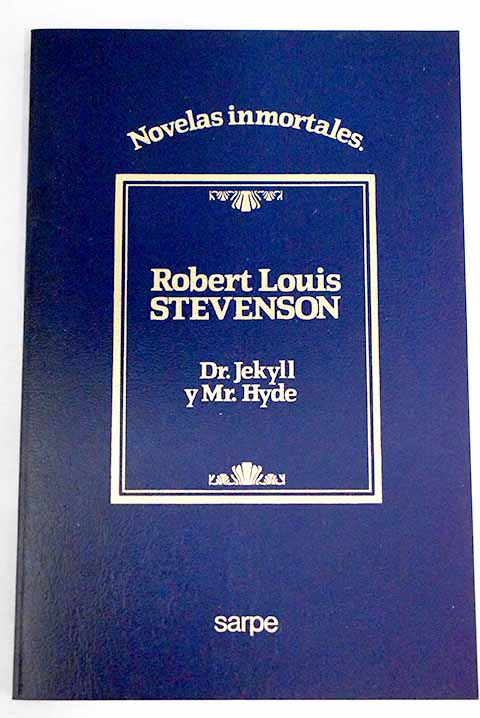 Novelas inmortales.
Robert Louis
STEVENSON
Dr. Jekyll
y Mr. Hyde
sarpe